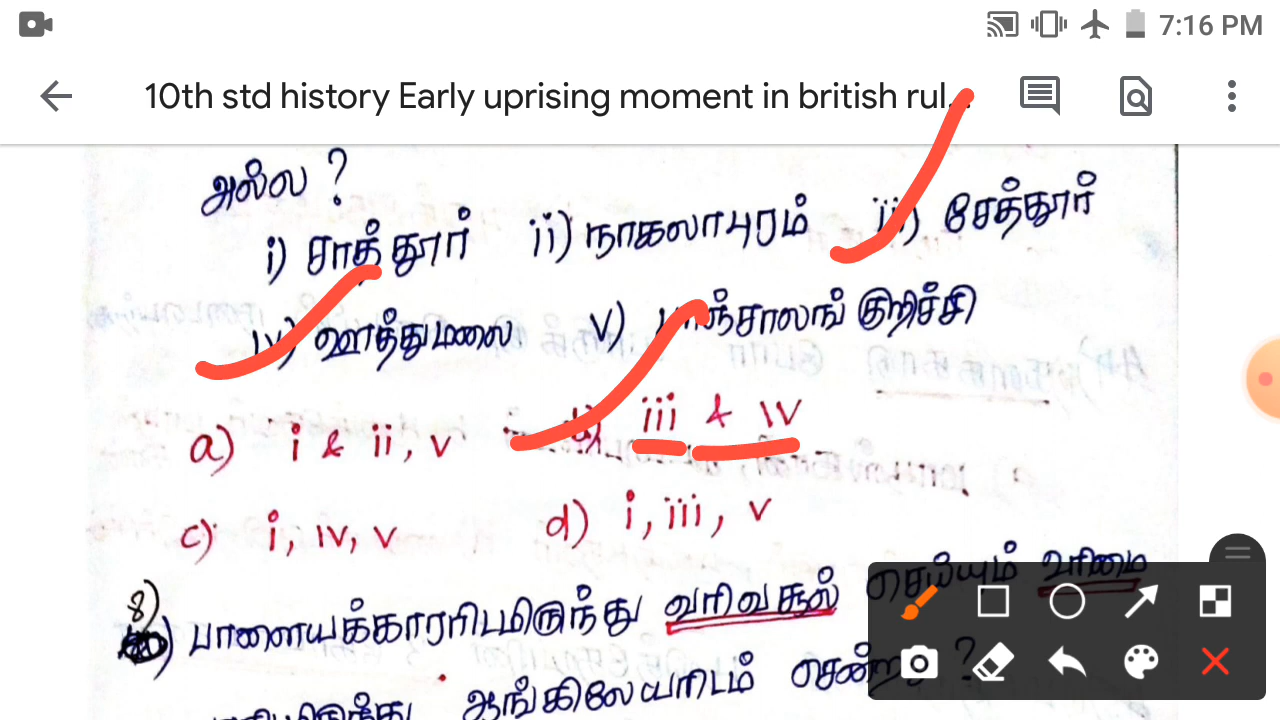 7:16 PM
10th std history Early uprising moment in british rul...
அல்ல ?
i) சாத்தூர் ii) நாகலாபுரம் iii) சேத்தூர்
iv) ஊத்துமலை v) பாஞ்சாலங் குறிச்சி
a) i & ii, v b) iii & iv
c) i, iv, v d) i, iii, v
8) பாளையக்காரரிடமிருந்து வரிவசூல் செய்யும் உரிமை
ஆங்கிலேயரிடம் சென்றது ?